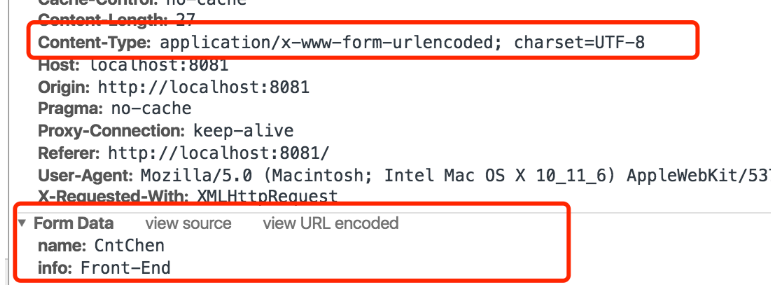 Cache-Control: no-cache
Content-Length: 27
Content-Type: application/x-www-form-urlencoded; charset=UTF-8
Host: localhost:8081
Origin: http://localhost:8081
Pragma: no-cache
Proxy-Connection: keep-alive
Referer: http://localhost:8081/
User-Agent: Mozilla/5.0 (Macintosh; Intel Mac OS X 10_11_6) AppleWebKit/537
X-Requested-With: XMLHttpRequest
▼ Form Data view source view URL encoded
name: CntChen
info: Front-End